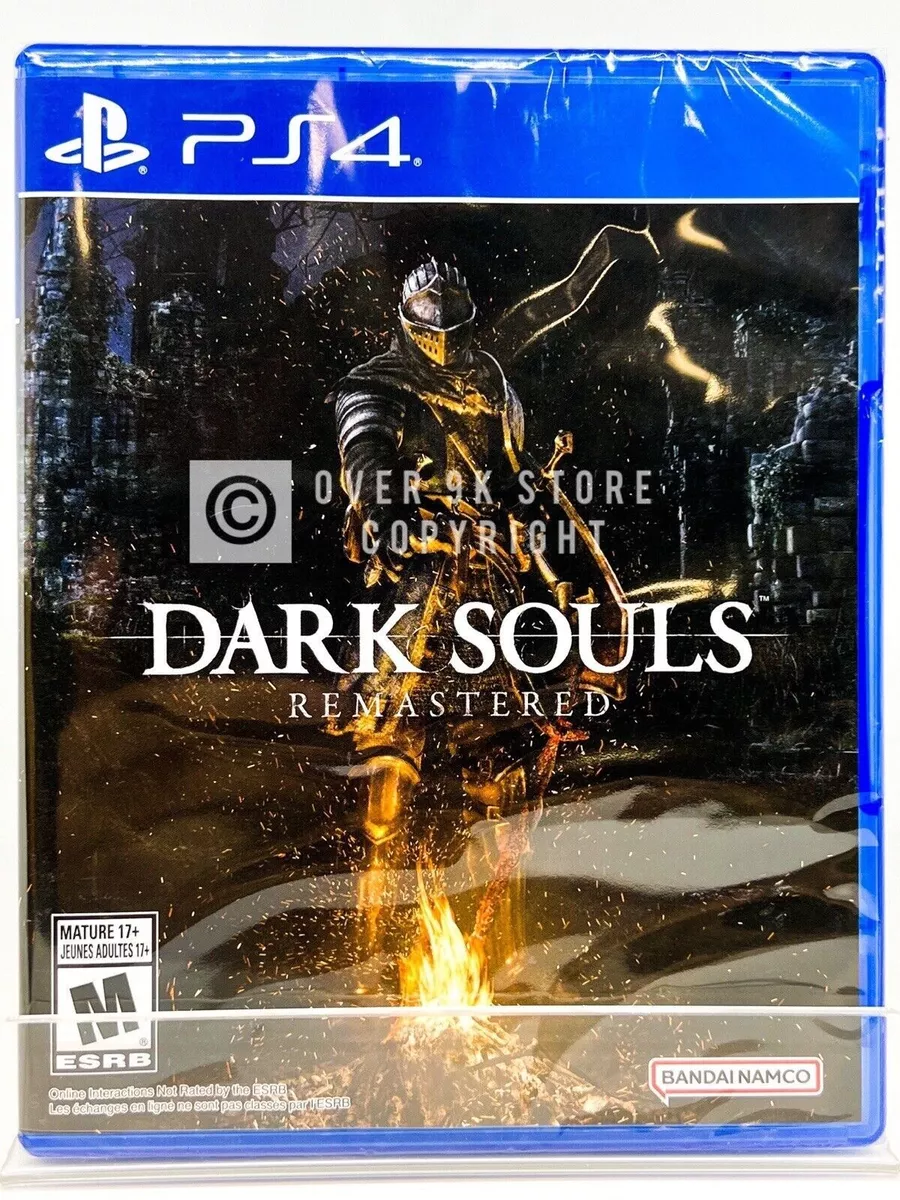 PS4®
OVER 9K STORE
© COPYRIGHT
DARK SOULS™
REMASTERED
MATURE 17+
JEUNES ADULTES 17+
M
ESRB
Online Interactions Not Rated by the ESRB
Les échanges en ligne ne sont pas classés par l'ESRB
BANDAI NAMCO